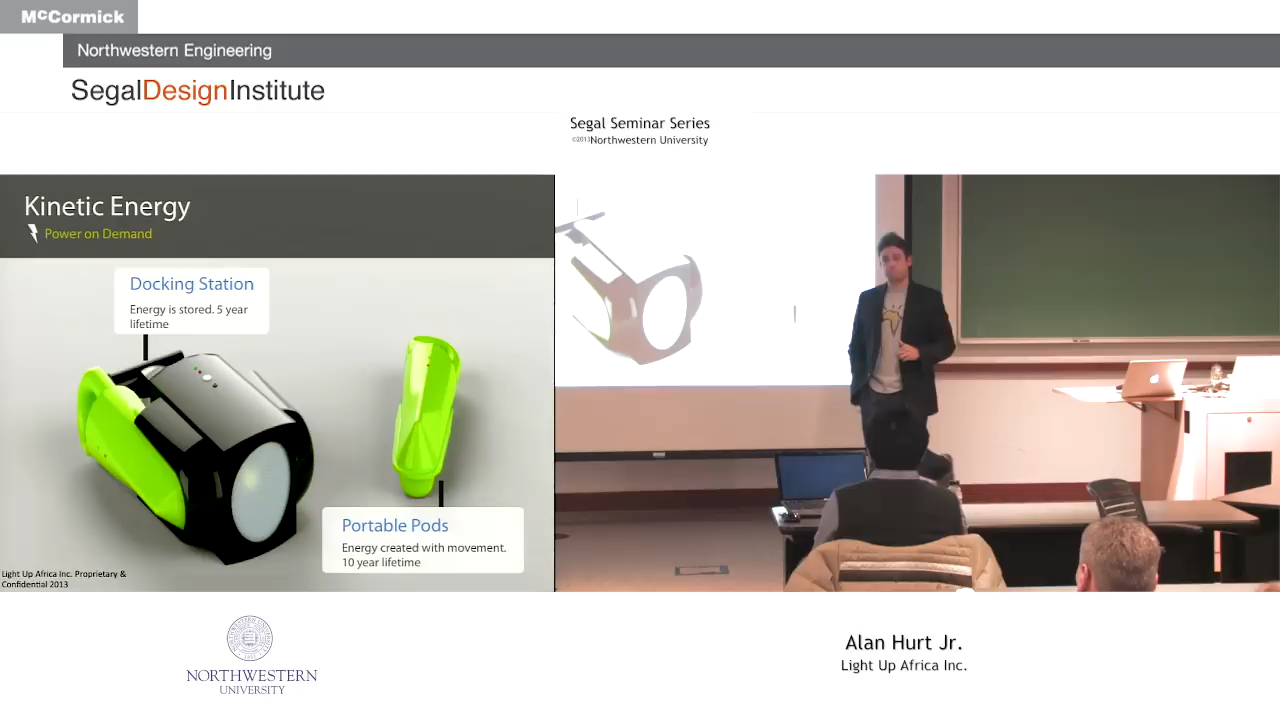 McCormick
Northwestern Engineering
SegalDesignInstitute
Segal Seminar Series
©2013Northwestern University
Kinetic Energy
Power on Demand
Docking Station
Energy is stored. 5 year
lifetime
Portable Pods
Energy created with movement.
10 year lifetime
Light Up Africa Inc. Proprietary &
Confidential 2013
NORTHWESTERN
UNIVERSITY
Alan Hurt Jr.
Light Up Africa Inc.